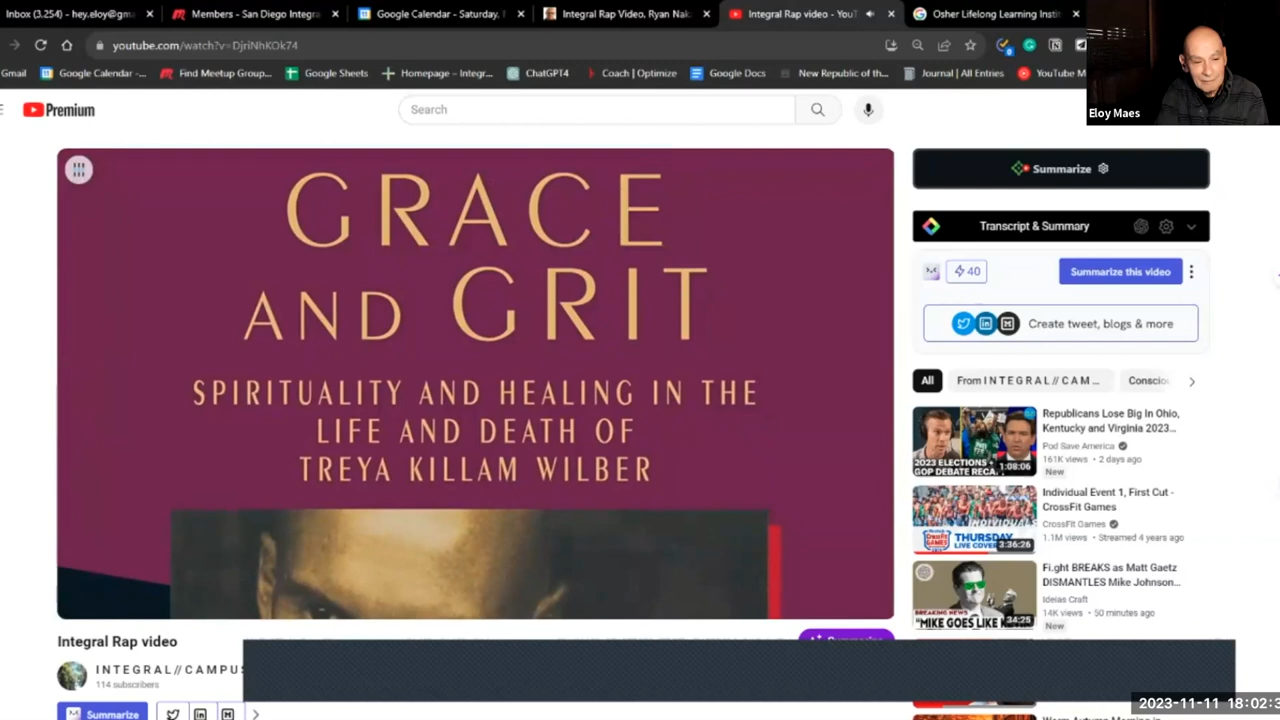 Inbox (3.254) - hey.eloy@gm
Members - San Diego Integra
Google Calendar - Saturday,
Integral Rap Video, Ryan Nak
Integral Rap video - YouT
Osher Lifelong Learning Instit
youtube.com/watch?v=DjriNhKOk74
Gmail
Google Calendar -...
Find Meetup Group...
Google Sheets
Homepage – Integr...
ChatGPT4
Coach | Optimize
Google Docs
New Republic of th...
Journal | All Entries
YouTube M
Eloy Maes
Premium
Search
GRACE
AND GRIT
SPIRITUALITY AND HEALING IN THE
LIFE AND DEATH OF
TREYA KILLAM WILBER
Summarize
Transcript & Summary
40
Summarize this video
Create tweet, blogs & more
All
From I N T E G R A L // C A M ...
Republicans Lose Big In Ohio,
Kentucky and Virginia 2023...
Pod Save America
161K views • 2 days ago
New
2023 ELECTIONS +
GOP DEBATE RECA
1:08:06
Individual Event 1, First Cut -
CrossFit Games
CrossFit Games
1.1M views • Streamed 4 years ago
INDIVIDUALS
THURSDAY
LIVE COVE
3:36:26
Fi.ght BREAKS as Matt Gaetz
DISMANTLES Mike Johnson...
Ideias Craft
14K views • 50 minutes ago
New
BREAKING NEWS
"MIKE GOES LIKE
34:25
Integral Rap video
I N T E G R A L // C A M P U S
114 subscribers
Summarize
2023-11-11 18:02:3